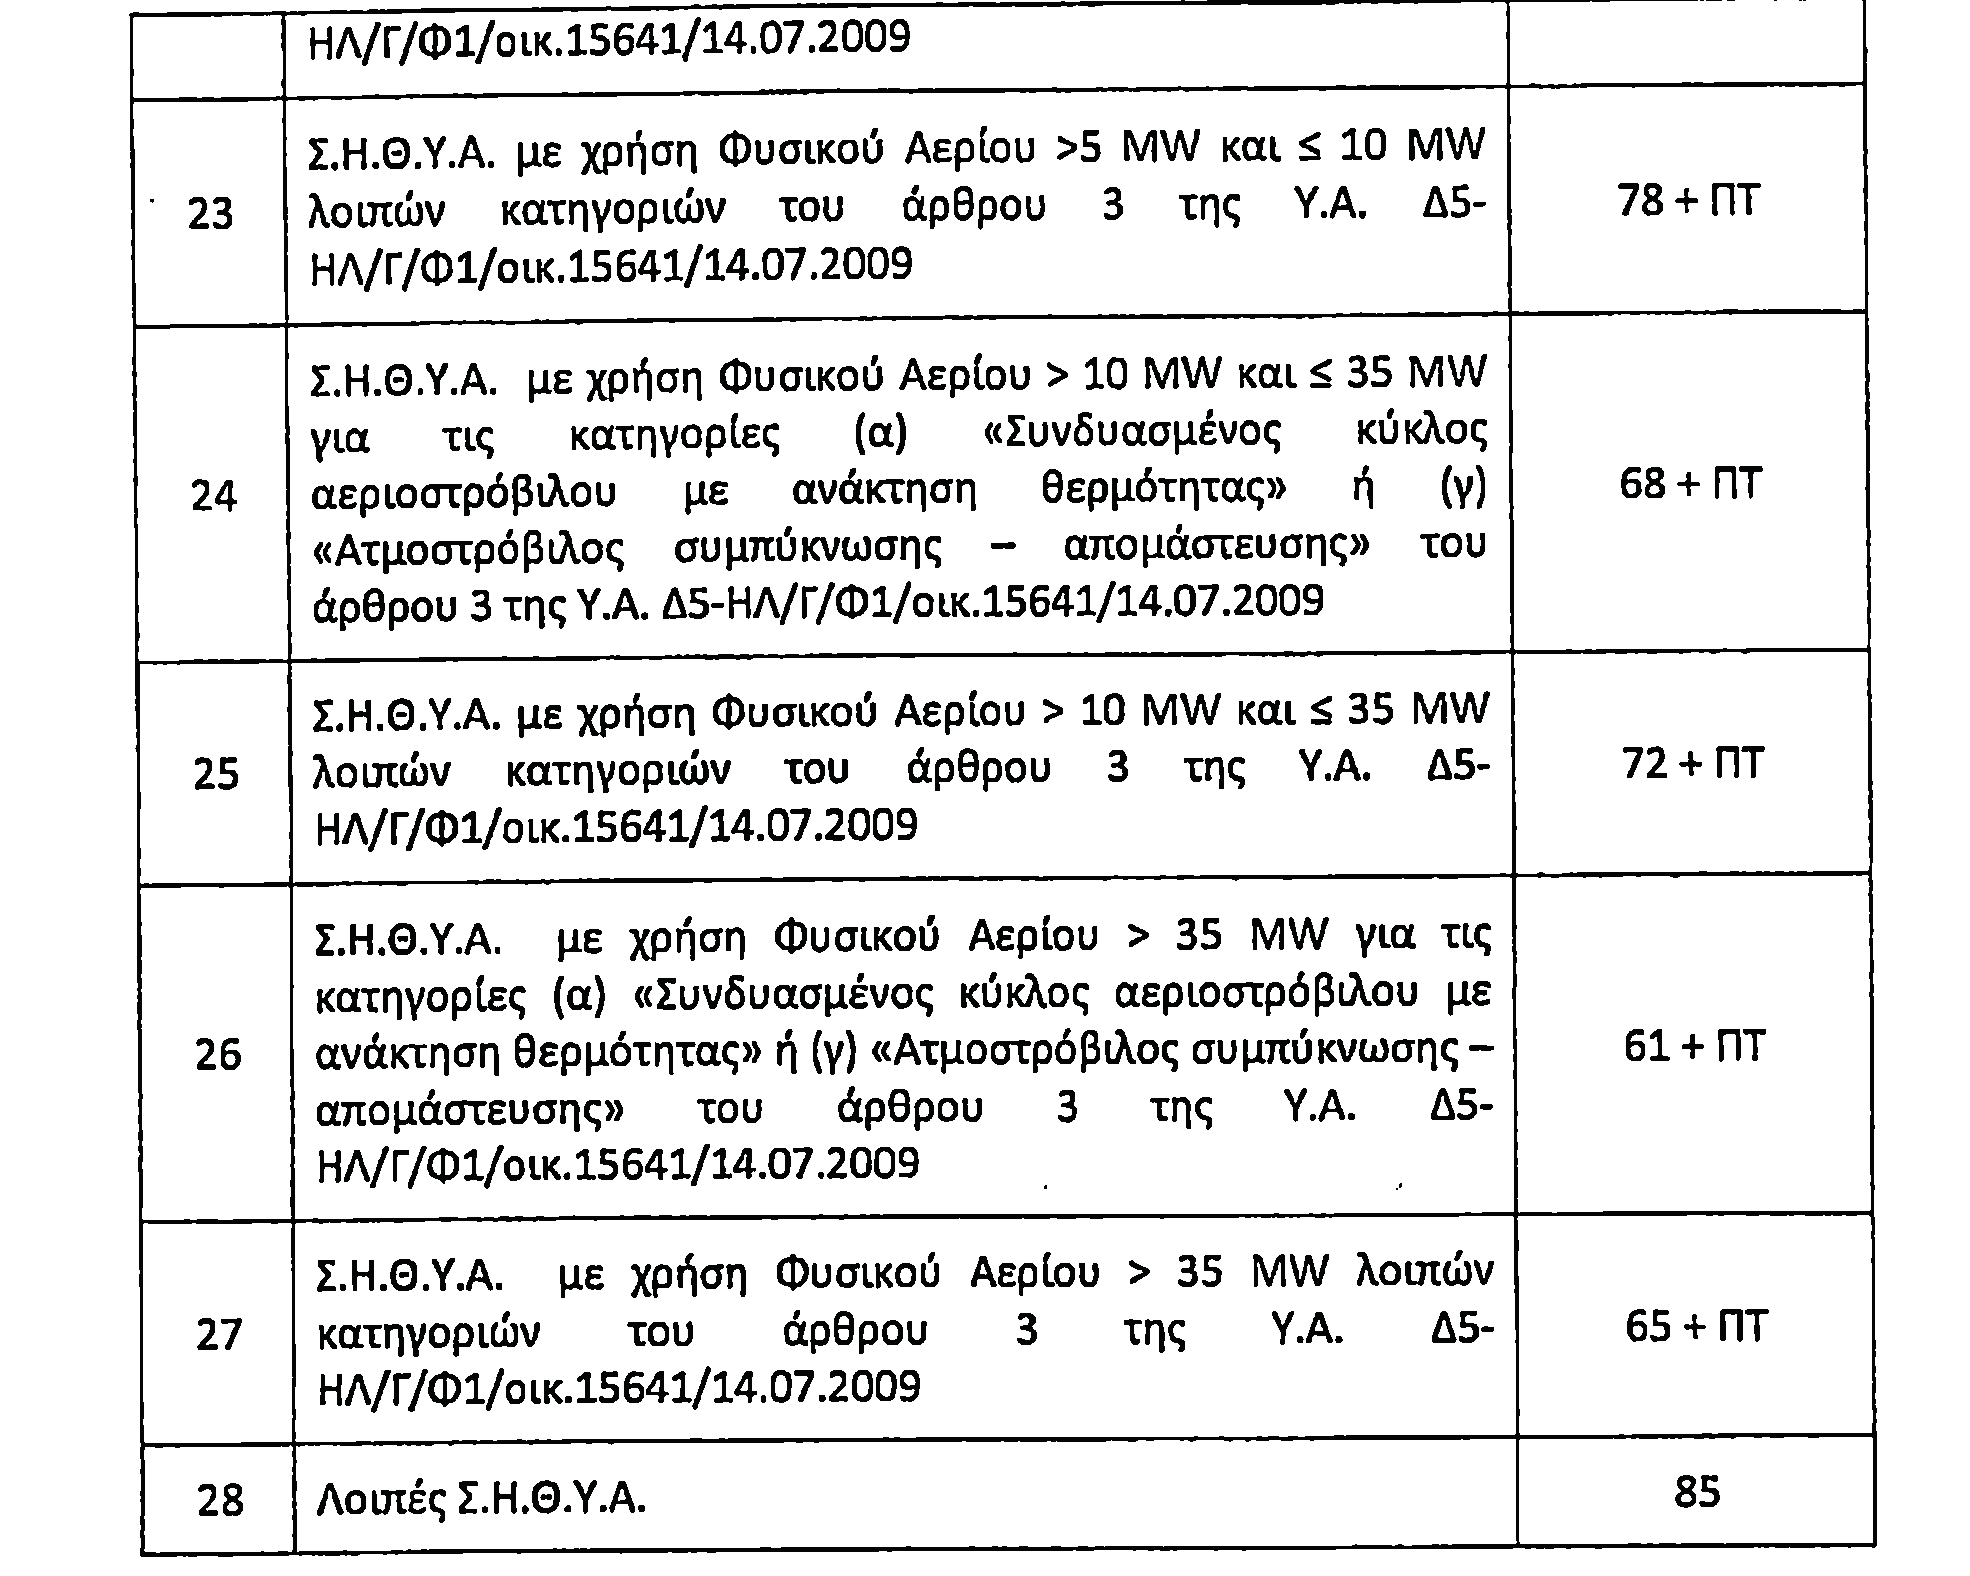 ΗΛ/Γ/Φ1/οικ.15641/14.07.2009
23
Σ.Η.Θ.Υ.Α. με χρήση Φυσικού Αερίου >5 MW και ≤ 10 MW
λοιπών κατηγοριών του άρθρου 3 της Υ.Α. Δ5-
ΗΛ/Γ/Φ1/οικ.15641/14.07.2009
78 + ΠΤ
24
Σ.Η.Θ.Υ.Α. με χρήση Φυσικού Αερίου > 10 MW και ≤ 35 MW
για τις κατηγορίες (α) «Συνδυασμένος κύκλος
αεριοστρόβιλου με ανάκτηση θερμότητας» ή (γ)
«Ατμοστρόβιλος συμπύκνωσης – απομάστευσης» του
άρθρου 3 της Υ.Α. Δ5-ΗΛ/Γ/Φ1/οικ.15641/14.07.2009
68 + ΠΤ
25
Σ.Η.Θ.Υ.Α. με χρήση Φυσικού Αερίου > 10 MW και ≤ 35 MW
λοιπών κατηγοριών του άρθρου 3 της Υ.Α. Δ5-
ΗΛ/Γ/Φ1/οικ.15641/14.07.2009
72 + ΠΤ
26
Σ.Η.Θ.Υ.Α. με χρήση Φυσικού Αερίου > 35 MW για τις
κατηγορίες (α) «Συνδυασμένος κύκλος αεριοστρόβιλου με
ανάκτηση θερμότητας» ή (γ) «Ατμοστρόβιλος συμπύκνωσης –
απομάστευσης» του άρθρου 3 της Υ.Α. Δ5-
ΗΛ/Γ/Φ1/οικ.15641/14.07.2009
61 + ΠΤ
27
Σ.Η.Θ.Υ.Α. με χρήση Φυσικού Αερίου > 35 MW λοιπών
κατηγοριών του άρθρου 3 της Υ.Α. Δ5-
ΗΛ/Γ/Φ1/οικ.15641/14.07.2009
65 + ΠΤ
28
Λοιπές Σ.Η.Θ.Υ.Α.
85